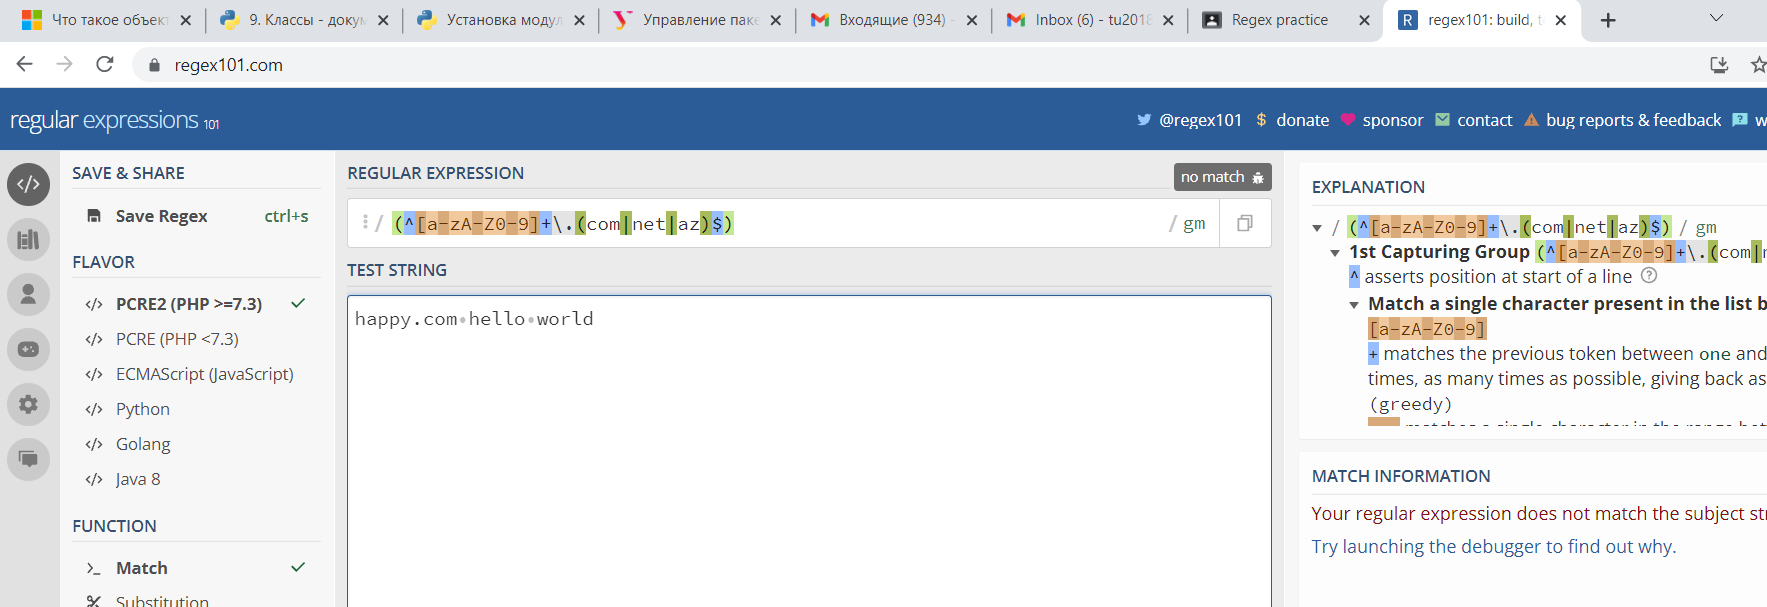 Что такое объект
9. Классы - докум
Установка модул
Управление паке
Входящие (934) -
Inbox (6) - tu2018
Regex practice
regex101: build, t
regex101.com
regular expressions 101
@regex101 $ donate sponsor contact bug reports & feedback w
SAVE & SHARE
Save Regex ctrl+s
FLAVOR
PCRE2 (PHP >=7.3)
PCRE (PHP <7.3)
ECMAScript (JavaScript)
Python
Golang
Java 8
FUNCTION
Match
Substitution
REGULAR EXPRESSION
no match
/ (^[a-zA-Z0-9]+\.(com|net|az)$) / gm
TEST STRING
happy.com·hello·world
EXPLANATION
/ (^[a-zA-Z0-9]+\.(com|net|az)$) / gm
1st Capturing Group (^[a-zA-Z0-9]+\.(com|n
^ asserts position at start of a line
Match a single character present in the list b
[a-zA-Z0-9]
+ matches the previous token between one and
times, as many times as possible, giving back as
(greedy)
MATCH INFORMATION
Your regular expression does not match the subject str
Try launching the debugger to find out why.